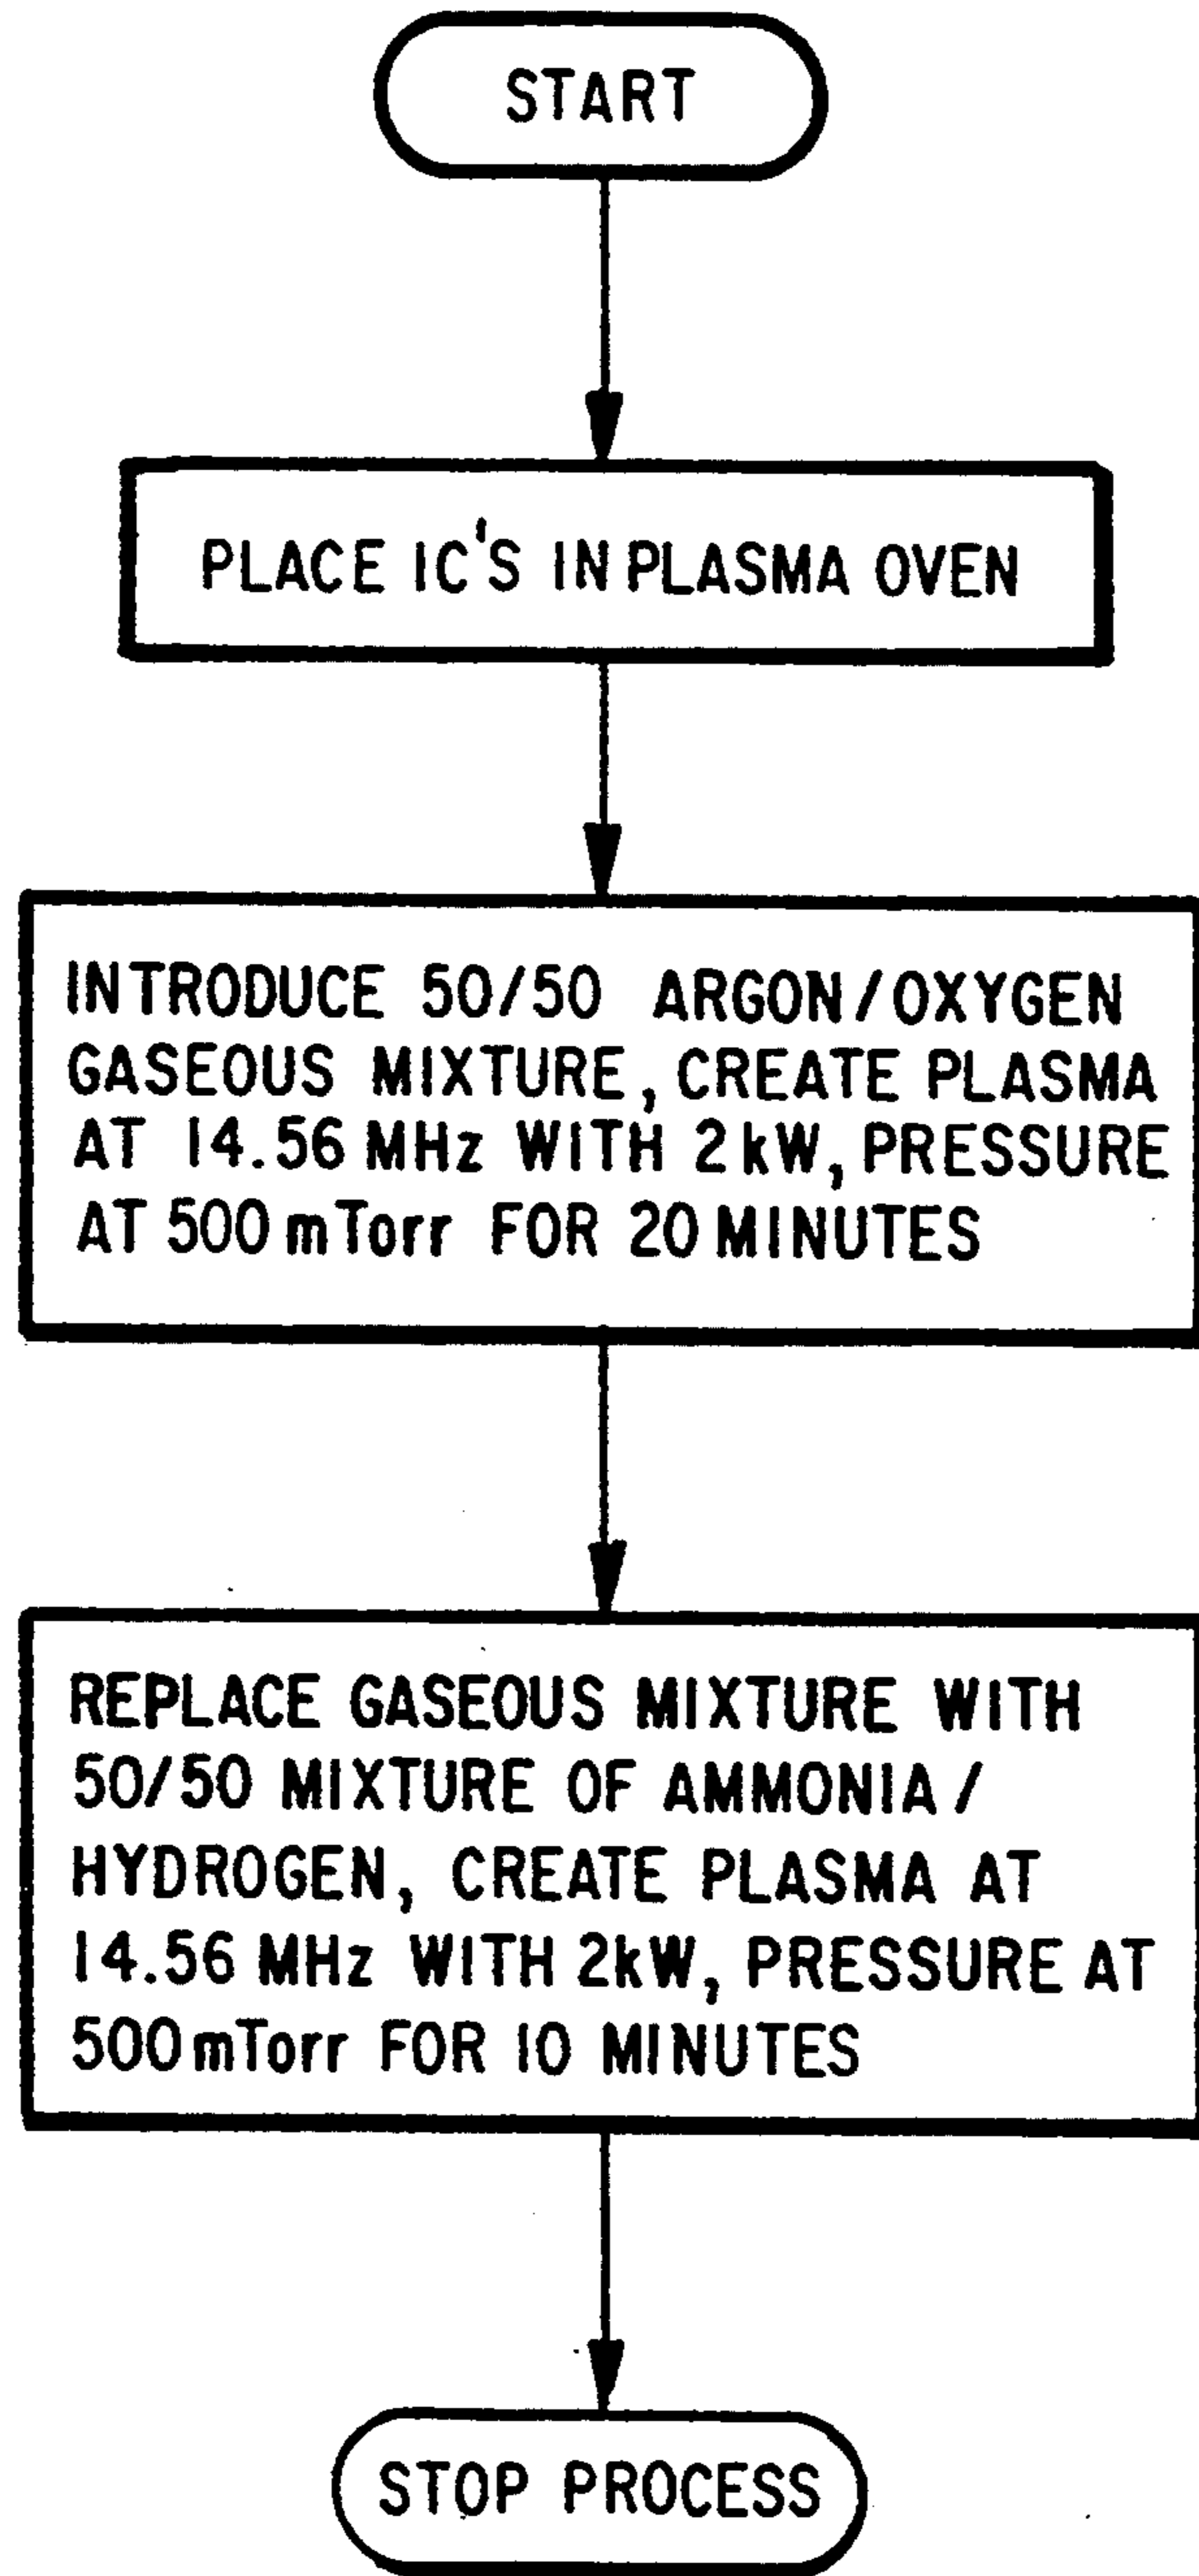 START
PLACE IC'S IN PLASMA OVEN
INTRODUCE 50/50 ARGON/OXYGEN
GASEOUS MIXTURE, CREATE PLASMA
AT 14.56 MHz WITH 2 kW, PRESSURE
AT 500 mTorr FOR 20 MINUTES
REPLACE GASEOUS MIXTURE WITH
50/50 MIXTURE OF AMMONIA/
HYDROGEN, CREATE PLASMA AT
14.56 MHz WITH 2kW, PRESSURE AT
500 mTorr FOR 10 MINUTES
STOP PROCESS